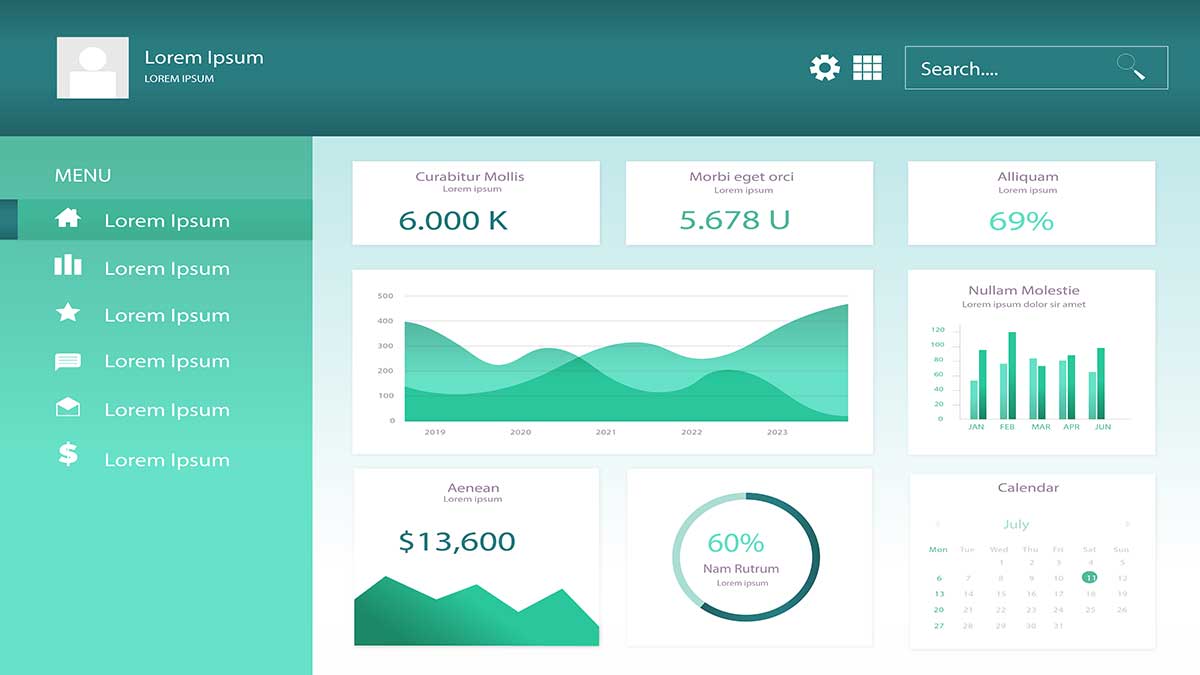 Lorem Ipsum
LOREM IPSUM
Search....
MENU
Lorem Ipsum
Lorem Ipsum
Lorem Ipsum
Lorem Ipsum
Lorem Ipsum
Lorem Ipsum
Curabitur Mollis
Lorem ipsum
6.000 K
Morbi eget orci
Lorem ipsum
5.678 U
Alliquam
Lorem ipsum
69%
500
400
300
200
100
0
2019 2020 2021 2022 2023
Nullam Molestie
Lorem ipsum dolor sir amet
120
100
80
60
40
20
0
JAN FEB MAR APR JUN
Aenean
Lorem ipsum
$13,600
60%
Nam Rutrum
Lorem ipsum
Calendar
July
Mon Tue Wed Thu Fri Sat Sun
1 2 3 4 5
6 7 8 9 10 11 12
13 14 15 16 17 18 19
20 21 22 23 24 25 26
27 28 29 30 31